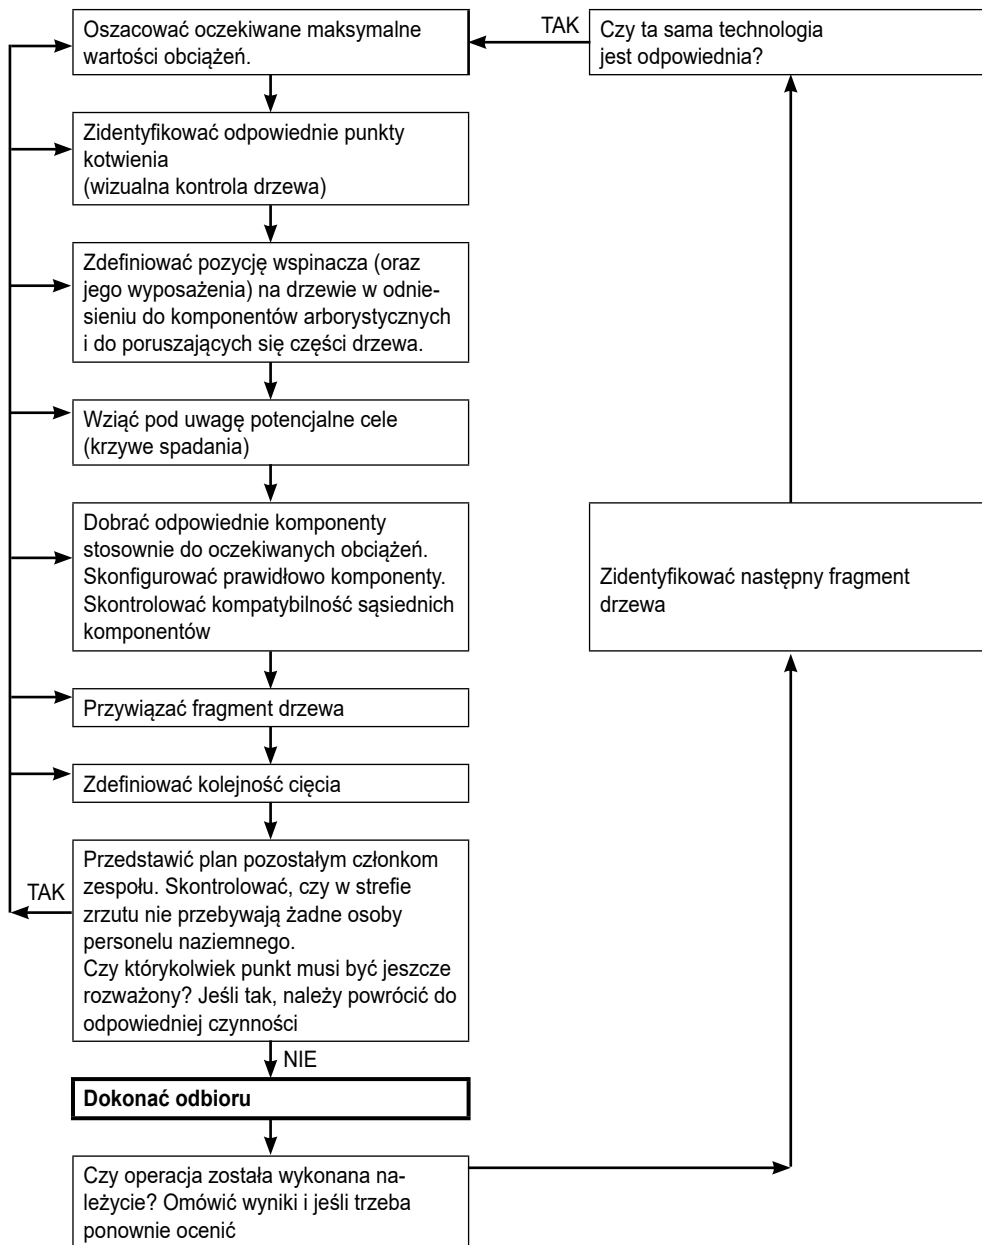 Oszacować oczekiwane maksymalne
wartości obciążeń.
TAK
Czy ta sama technologia
jest odpowiednia?
Zidentyfikować odpowiednie punkty
kotwienia
(wizualna kontrola drzewa)
Zdefiniować pozycję wspinacza (oraz
jego wyposażenia) na drzewie w odnie-
sieniu do komponentów arborystycznych
i do poruszających się części drzewa.
Wziąć pod uwagę potencjalne cele
(krzywe spadania)
Dobrać odpowiednie komponenty
stosownie do oczekiwanych obciążeń.
Skonfigurować prawidłowo komponenty.
Skontrolować kompatybilność sąsiednich
komponentów
Zidentyfikować następny fragment
drzewa
Przywiązać fragment drzewa
Zdefiniować kolejność cięcia
Przedstawić plan pozostałym członkom
zespołu. Skontrolować, czy w strefie
zrzutu nie przebywają żadne osoby
personelu naziemnego.
Czy którykolwiek punkt musi być jeszcze
rozważony? Jeśli tak, należy powrócić do
odpowiedniej czynności
TAK
NIE
Dokonać odbioru
Czy operacja została wykonana na-
leżycie? Omówić wyniki i jeśli trzeba
ponownie ocenić